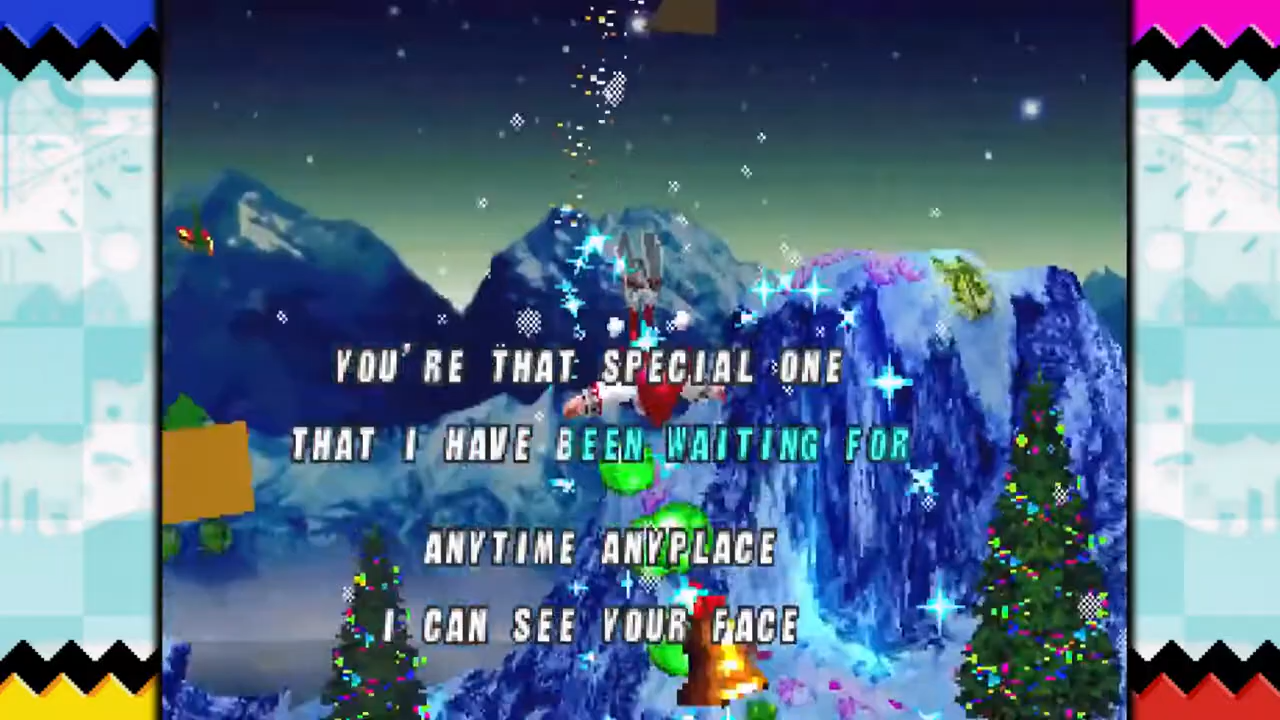 YOU'RE THAT SPECIAL ONE
THAT I HAVE BEEN WAITING FOR
ANYTIME ANYPLACE
I CAN SEE YOUR FACE